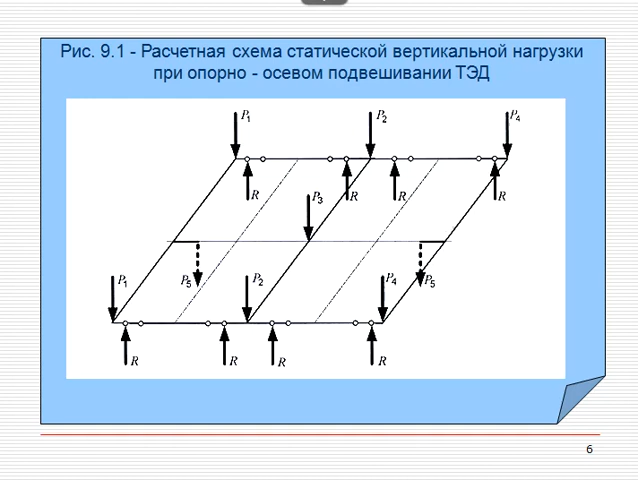 Рис. 9.1 - Расчетная схема статической вертикальной нагрузки
при опорно - осевом подвешивании ТЭД
P1 P2 P4
R R R R
P3
P5 P5
P1 P2 P4
R R R R
6